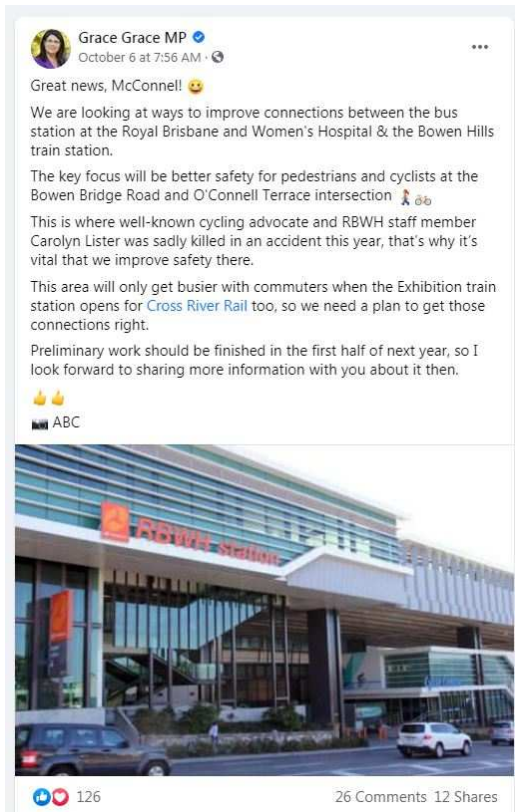 Grace Grace MP
October 6 at 7:56 AM ·
Great news, McConnel! 😀
We are looking at ways to improve connections between the bus
station at the Royal Brisbane and Women's Hospital & the Bowen Hills
train station.
The key focus will be better safety for pedestrians and cyclists at the
Bowen Bridge Road and O'Connell Terrace intersection 🚶🚲
This is where well-known cycling advocate and RBWH staff member
Carolyn Lister was sadly killed in an accident this year, that's why it's
vital that we improve safety there.
This area will only get busier with commuters when the Exhibition train
station opens for Cross River Rail too, so we need a plan to get those
connections right.
Preliminary work should be finished in the first half of next year, so I
look forward to sharing more information with you about it then.
👍👍
📷 ABC
RBWH station
126
26 Comments 12 Shares